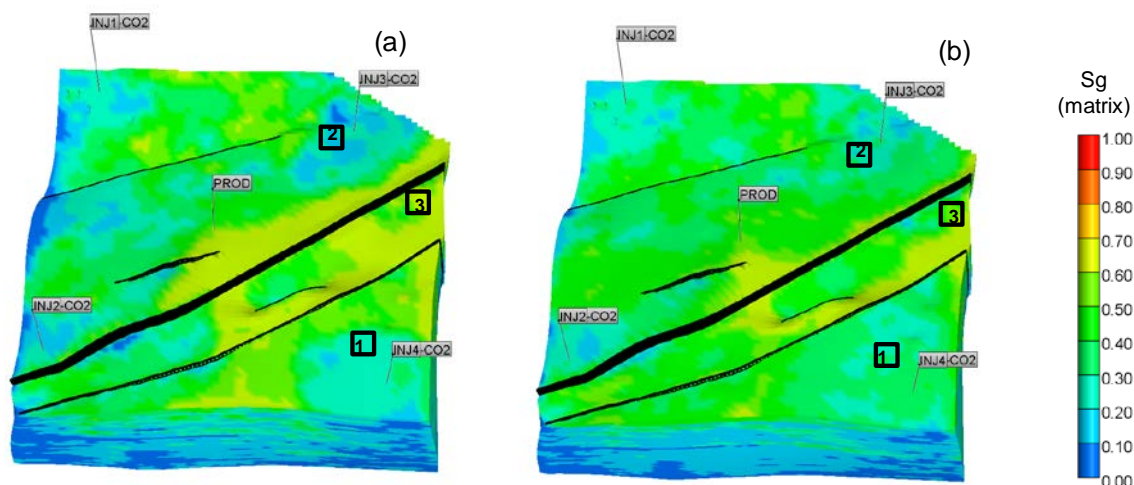 INJ1-CO2
(a)
INJ3-CO2
2
PROD
3
INJ2-CO2
1
INJ4-CO2
INJ1-CO2
(b)
INJ3-CO2
2
PROD
3
INJ2-CO2
1
INJ4-CO2
Sg
(matrix)
1.00
0.90
0.80
0.70
0.60
0.50
0.40
0.30
0.20
0.10
0.00